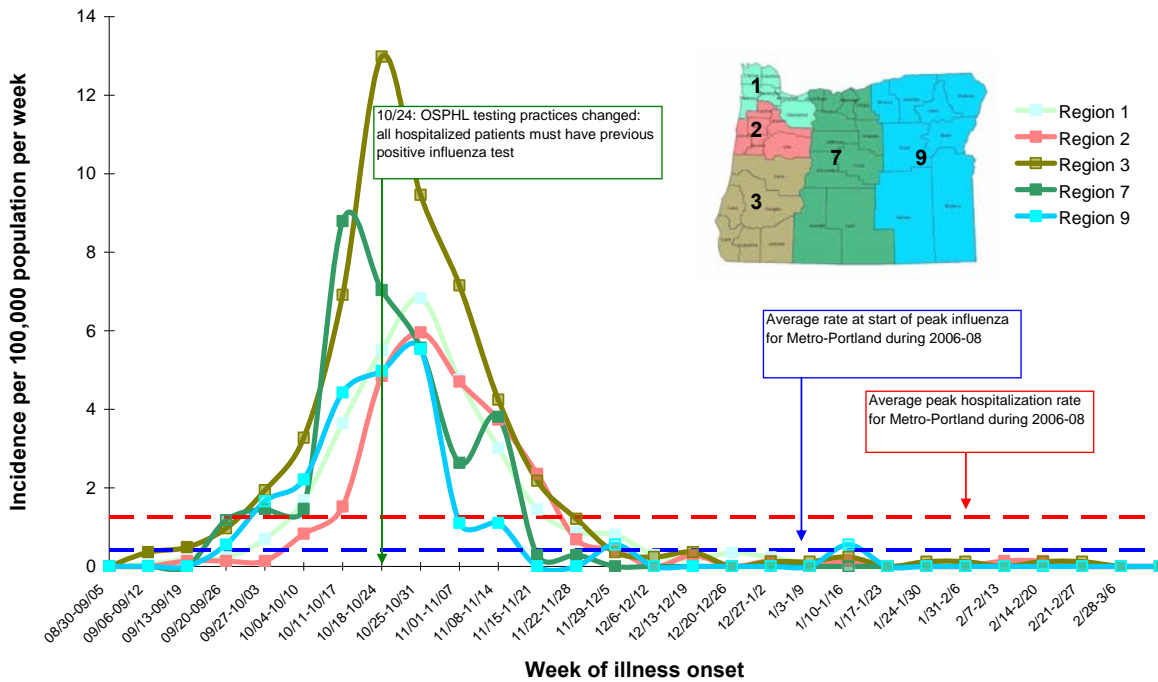 Incidence per 100,000 population per week
14
12
10
8
6
4
2
0
10/24: OSPHL testing practices changed:
all hospitalized patients must have previous
positive influenza test
1
2
3
7
9
Region 1
Region 2
Region 3
Region 7
Region 9
Average rate at start of peak influenza
for Metro-Portland during 2006-08
Average peak hospitalization rate
for Metro-Portland during 2006-08
08/30-09/05
09/06-09/12
09/13-09/19
09/20-09/26
09/27-10/03
10/04-10/10
10/11-10/17
10/18-10/24
10/25-10/31
11/01-11/07
11/08-11/14
11/15-11/21
11/22-11/28
11/29-12/5
12/6-12/12
12/13-12/19
12/20-12/26
12/27-1/2
1/3-1/9
1/10-1/16
1/17-1/23
1/24-1/30
1/31-2/6
2/7-2/13
2/14-2/20
2/21-2/27
2/28-3/6
Week of illness onset